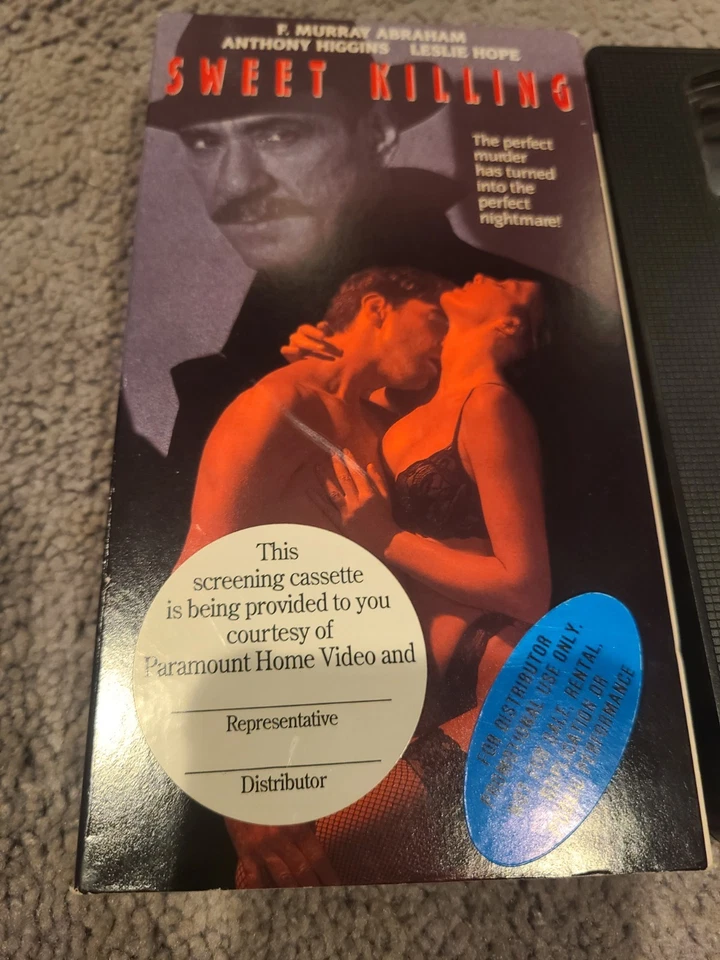 F. MURRAY ABRAHAM
ANTHONY HIGGINS LESLIE HOPE
SWEET KILLING
The perfect
murder
has turned
into the
perfect
nightmare!
This
screening cassette
is being provided to you
courtesy of
Paramount Home Video and
Representative
Distributor
FOR DISTRIBUTOR
PROMOTIONAL USE ONLY.
NOT FOR SALE, RENTAL,
DUPLICATION OR
PERFORMANCE